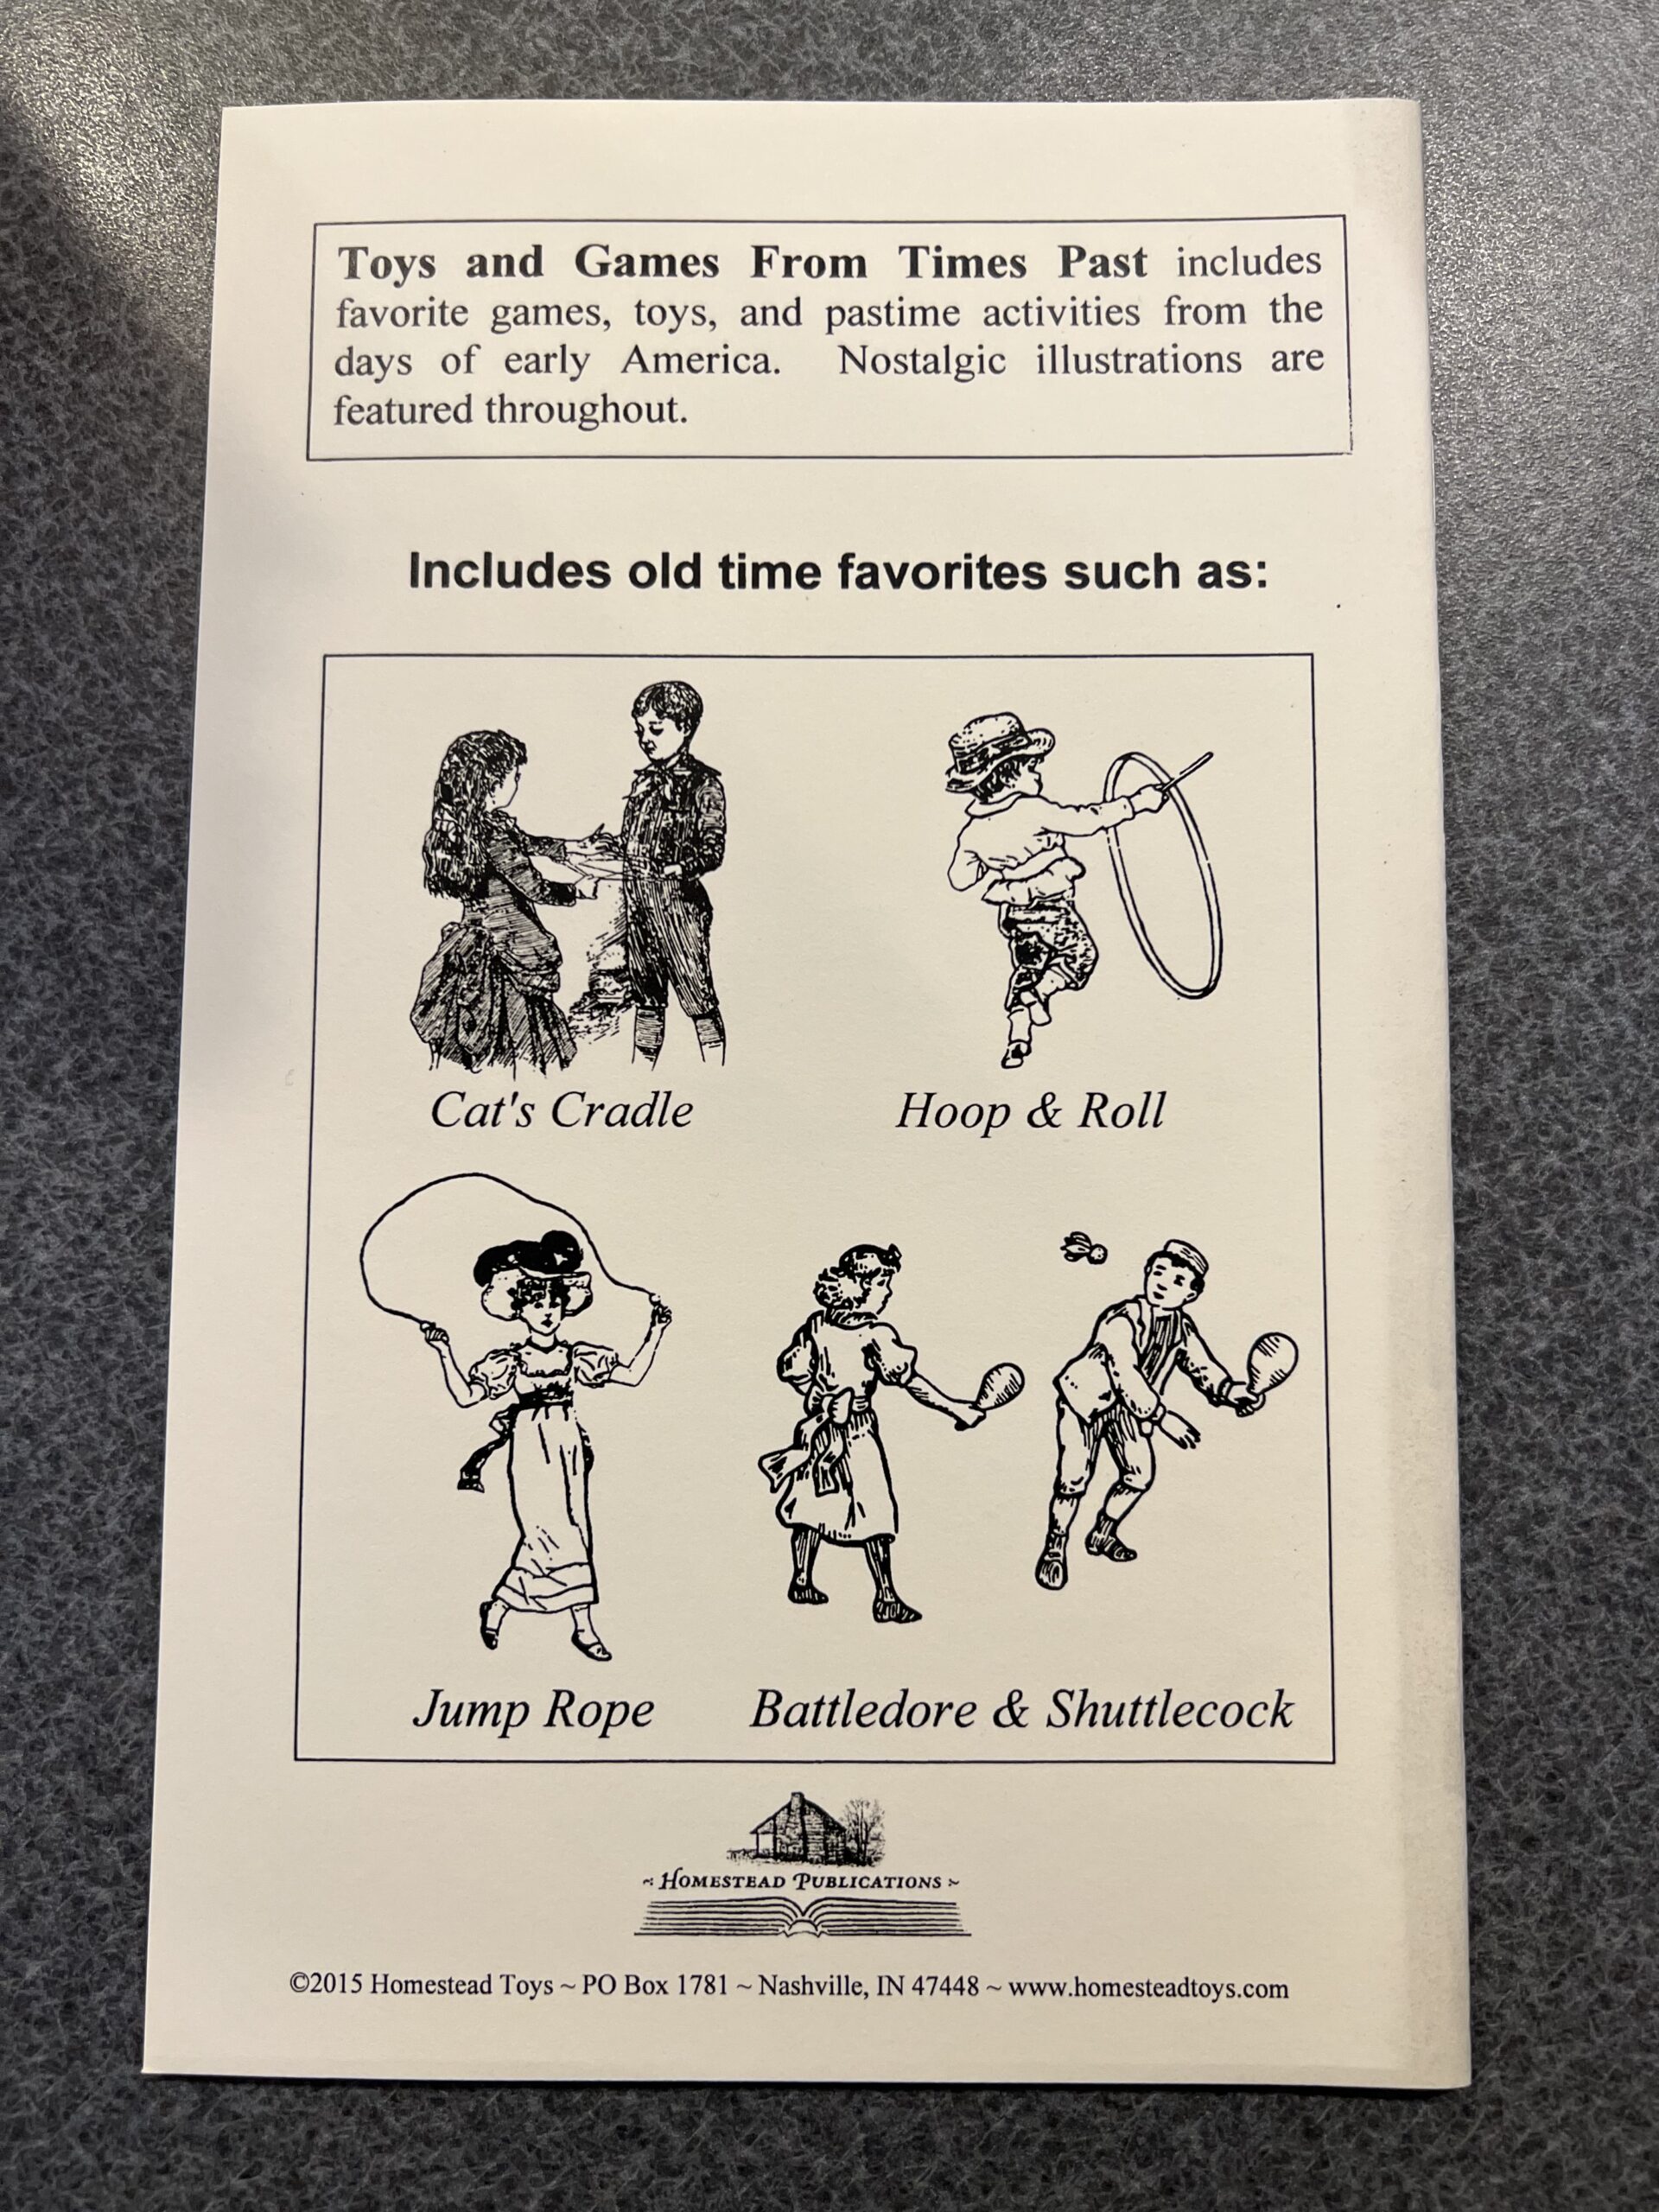 Toys and Games From Times Past includes
favorite games, toys, and pastime activities from the
days of early America. Nostalgic illustrations are
featured throughout.
Includes old time favorites such as:
Cat's Cradle
Hoop & Roll
Jump Rope
Battledore & Shuttlecock
~ HOMESTEAD PUBLICATIONS ~
©2015 Homestead Toys ~ PO Box 1781 ~ Nashville, IN 47448 ~ www.homesteadtoys.com